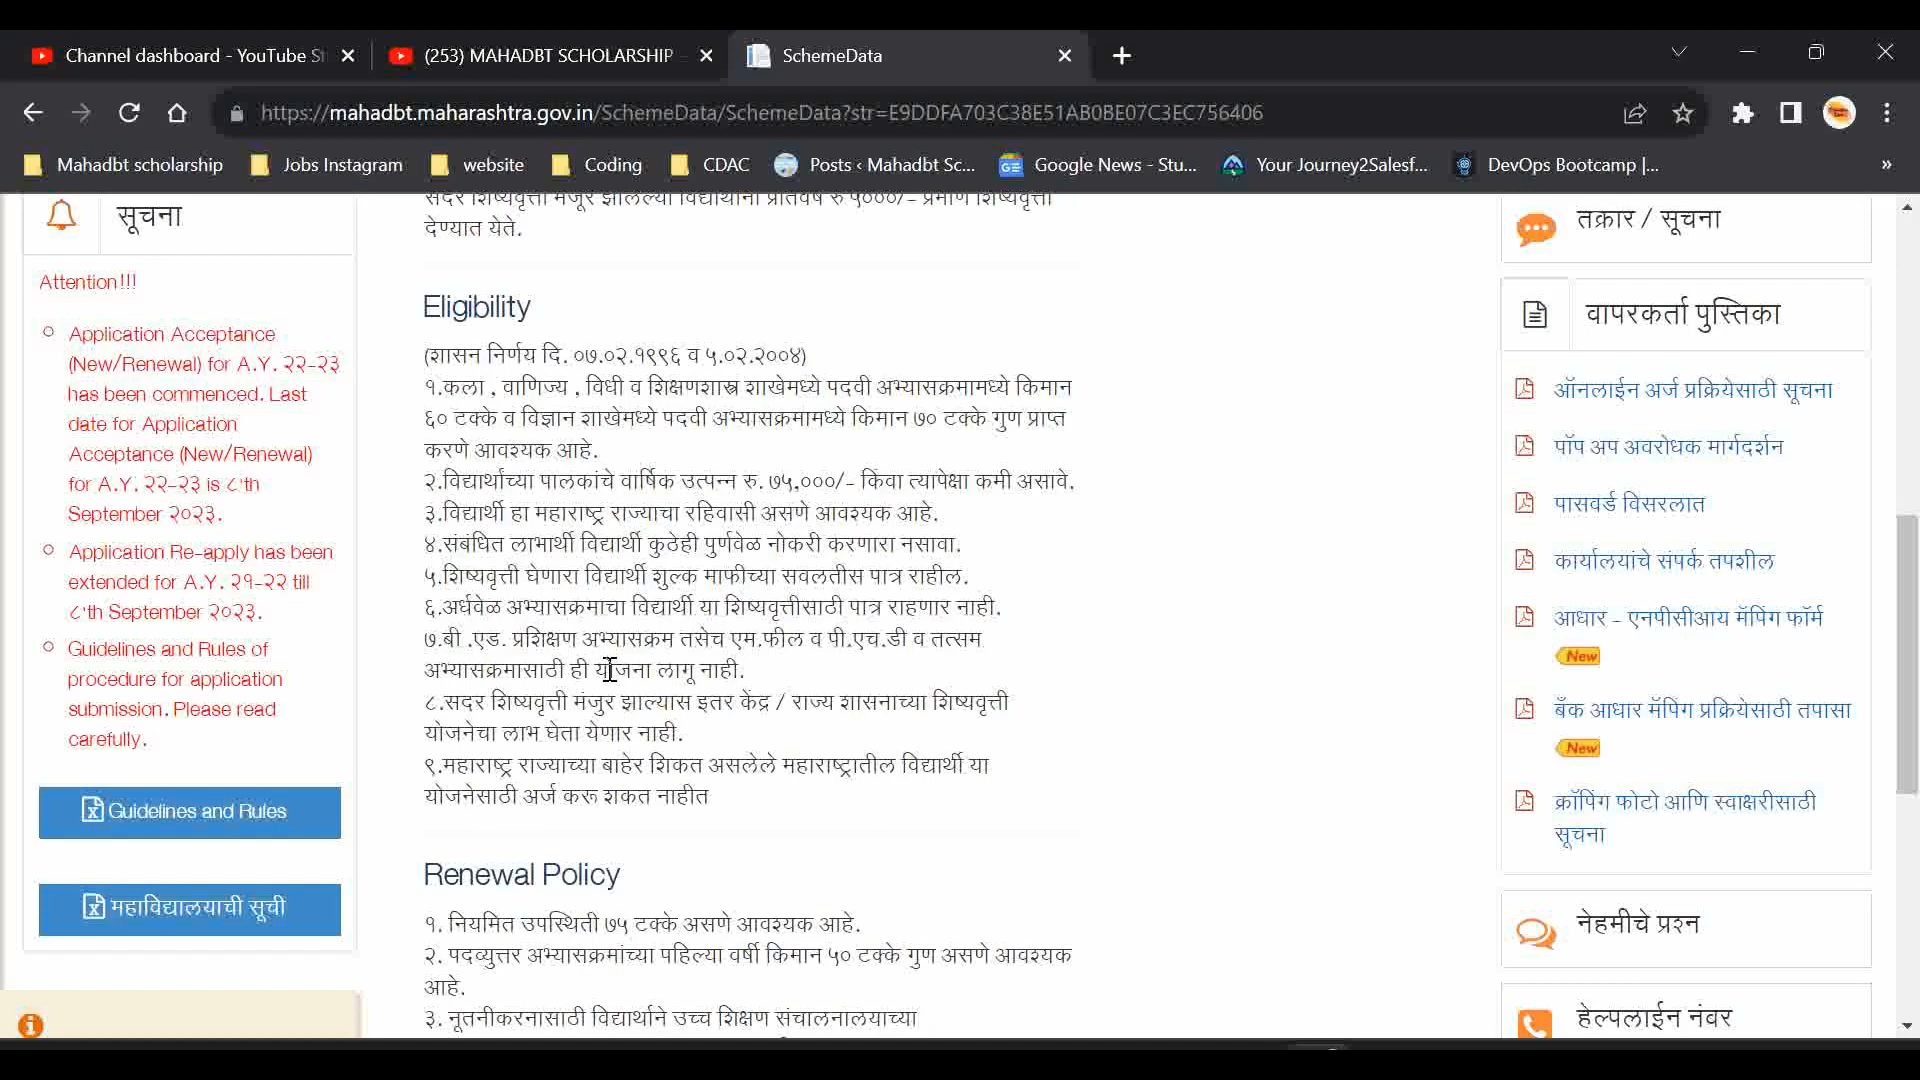 Channel dashboard - YouTube St
(253) MAHADBT SCHOLARSHIP -
SchemeData
https://mahadbt.maharashtra.gov.in/SchemeData/SchemeData?str=E9DDFA703C38E51AB0BE07C3EC756406
Mahadbt scholarship
Jobs Instagram
website
Coding
CDAC
Posts ‹ Mahadbt Sc...
Google News - Stu...
Your Journey2Salesf...
DevOps Bootcamp |...
»
सूचना
Attention!!!
Application Acceptance
(New/Renewal) for A.Y. २२-२३
has been commenced. Last
date for Application
Acceptance (New/Renewal)
for A.Y. २२-२३ is ८'th
September २०२३.
Application Re-apply has been
extended for A.Y. २१-२२ till
८'th September २०२३.
Guidelines and Rules of
procedure for application
submission. Please read
carefully.
Guidelines and Rules
महाविद्यालयाची सूची
सदर शिष्यवृत्ती मंजूर झालेल्या विद्यार्थांना प्रतिवर्ष रु ५०००/- प्रमाणे शिष्यवृत्ती
देण्यात येते.
Eligibility
(शासन निर्णय दि. ०७.०२.१९९६ व ५.०२.२००४)
१.कला , वाणिज्य , विधी व शिक्षणशास्त्र शाखेमध्ये पदवी अभ्यासक्रमामध्ये किमान
६० टक्के व विज्ञान शाखेमध्ये पदवी अभ्यासक्रमामध्ये किमान ७० टक्के गुण प्राप्त
करणे आवश्यक आहे.
२.विद्यार्थांच्या पालकांचे वार्षिक उत्पन्न रु. ७५,०००/- किंवा त्यापेक्षा कमी असावे.
३.विद्यार्थी हा महाराष्ट्र राज्याचा रहिवासी असणे आवश्यक आहे.
४.संबंधित लाभार्थी विद्यार्थी कुठेही पुर्णवेळ नोकरी करणारा नसावा.
५.शिष्यवृत्ती घेणारा विद्यार्थी शुल्क माफीच्या सवलतीस पात्र राहील.
६.अर्धवेळ अभ्यासक्रमाचा विद्यार्थी या शिष्यवृत्तीसाठी पात्र राहणार नाही.
७.बी .एड. प्रशिक्षण अभ्यासक्रम तसेच एम.फील व पी.एच.डी व तत्सम
अभ्यासक्रमासाठी ही योजना लागू नाही.
८.सदर शिष्यवृत्ती मंजुर झाल्यास इतर केंद्र / राज्य शासनाच्या शिष्यवृत्ती
योजनेचा लाभ घेता येणार नाही.
९.महाराष्ट्र राज्याच्या बाहेर शिकत असलेले महाराष्ट्रातील विद्यार्थी या
योजनेसाठी अर्ज करू शकत नाहीत
Renewal Policy
१. नियमित उपस्थिती ७५ टक्के असणे आवश्यक आहे.
२. पदव्युत्तर अभ्यासक्रमांच्या पहिल्या वर्षी किमान ५० टक्के गुण असणे आवश्यक
आहे.
३. नूतनीकरनासाठी विद्यार्थाने उच्च शिक्षण संचालनालयाच्या
तक्रार / सूचना
वापरकर्ता पुस्तिका
ऑनलाईन अर्ज प्रक्रियेसाठी सूचना
पॉप अप अवरोधक मार्गदर्शन
पासवर्ड विसरलात
कार्यालयांचे संपर्क तपशील
आधार - एनपीसीआय मॅपिंग फॉर्म
New
बँक आधार मॅपिंग प्रक्रियेसाठी तपासा
New
क्रॉपिंग फोटो आणि स्वाक्षरीसाठी
सूचना
नेहमीचे प्रश्न
हेल्पलाईन नंबर